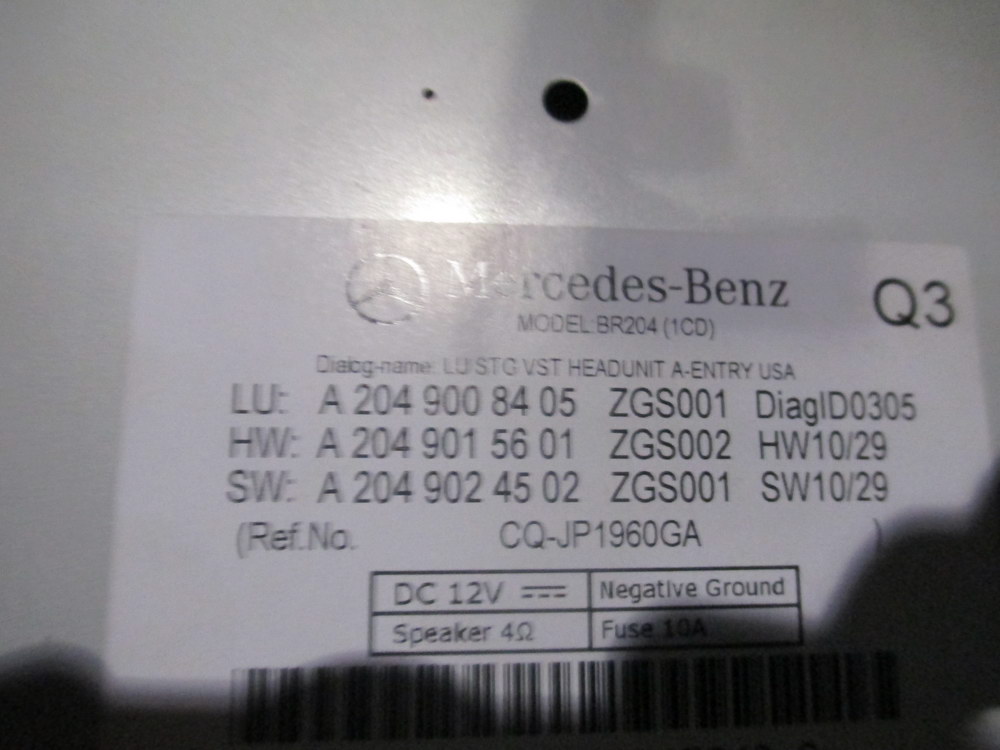 Mercedes-Benz
Q3
MODEL:BR204 (1CD)
Dialog-name: LU STG VST HEADUNIT A-ENTRY USA
LU: A 204 900 84 05 ZGS001 DiagID0305
HW: A 204 901 56 01 ZGS002 HW10/29
SW: A 204 902 45 02 ZGS001 SW10/29
(Ref.No. CQ-JP1960GA )
DC 12V Negative Ground
Speaker 4Ω Fuse 10A